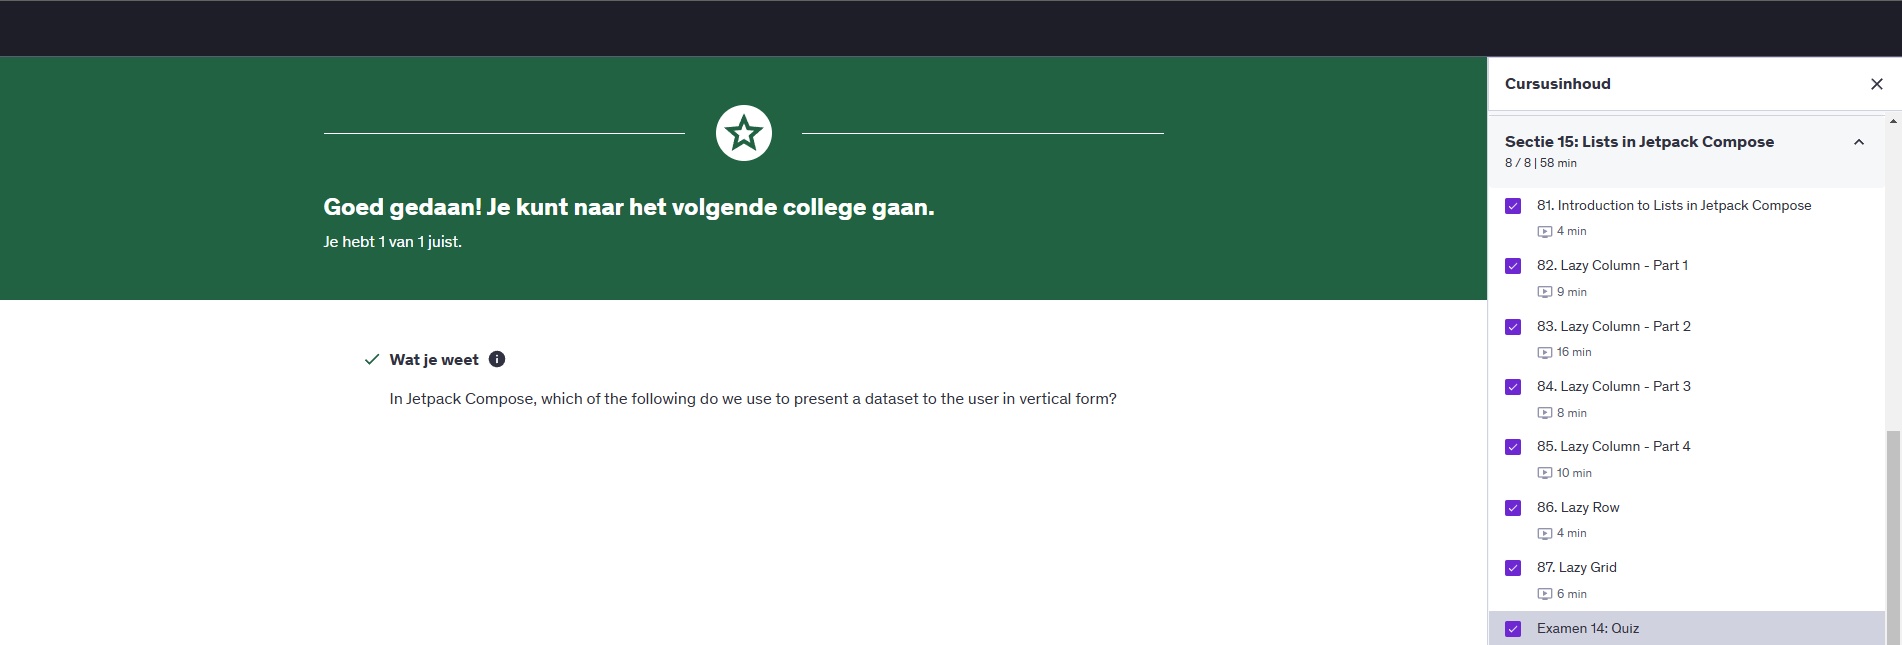 Goed gedaan! Je kunt naar het volgende college gaan.
Je hebt 1 van 1 juist.
Wat je weet
In Jetpack Compose, which of the following do we use to present a dataset to the user in vertical form?
Cursusinhoud
Sectie 15: Lists in Jetpack Compose
8 / 8 | 58 min
81. Introduction to Lists in Jetpack Compose
4 min
82. Lazy Column - Part 1
9 min
83. Lazy Column - Part 2
16 min
84. Lazy Column - Part 3
8 min
85. Lazy Column - Part 4
10 min
86. Lazy Row
4 min
87. Lazy Grid
6 min
Examen 14: Quiz